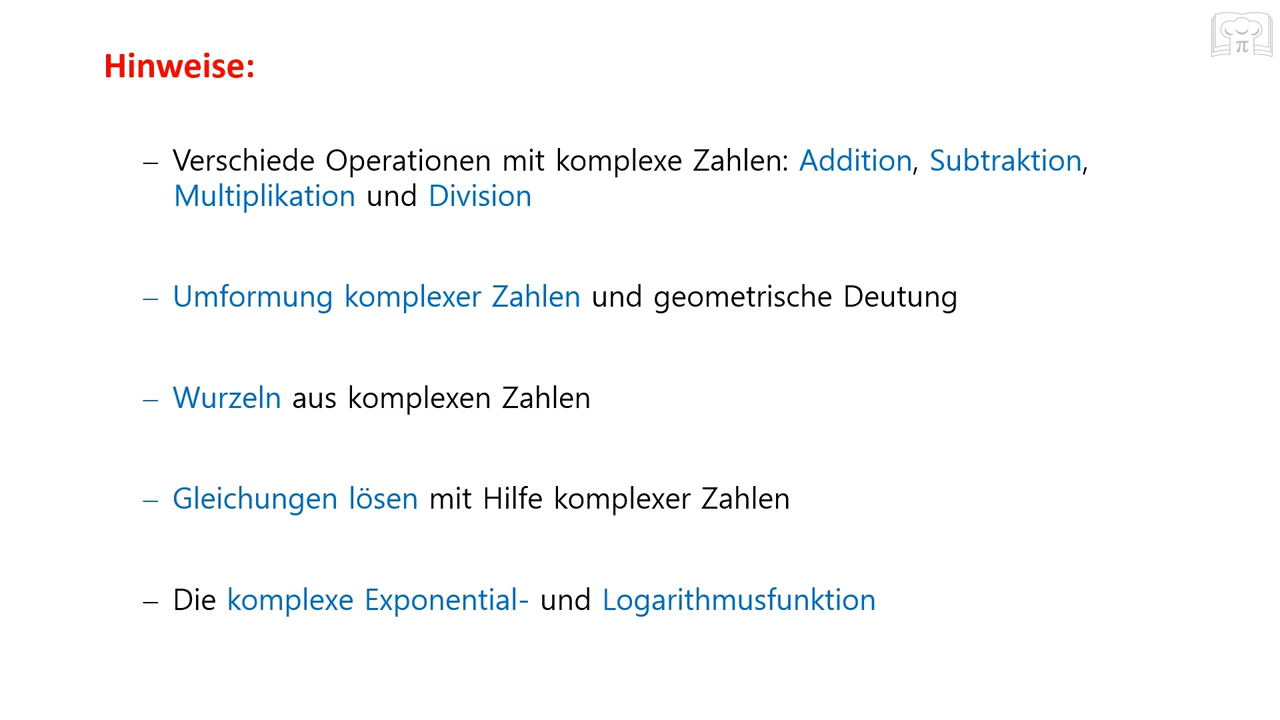 Hinweise:
– Verschiede Operationen mit komplexe Zahlen: Addition, Subtraktion,
Multiplikation und Division
– Umformung komplexer Zahlen und geometrische Deutung
– Wurzeln aus komplexen Zahlen
– Gleichungen lösen mit Hilfe komplexer Zahlen
– Die komplexe Exponential- und Logarithmusfunktion
π